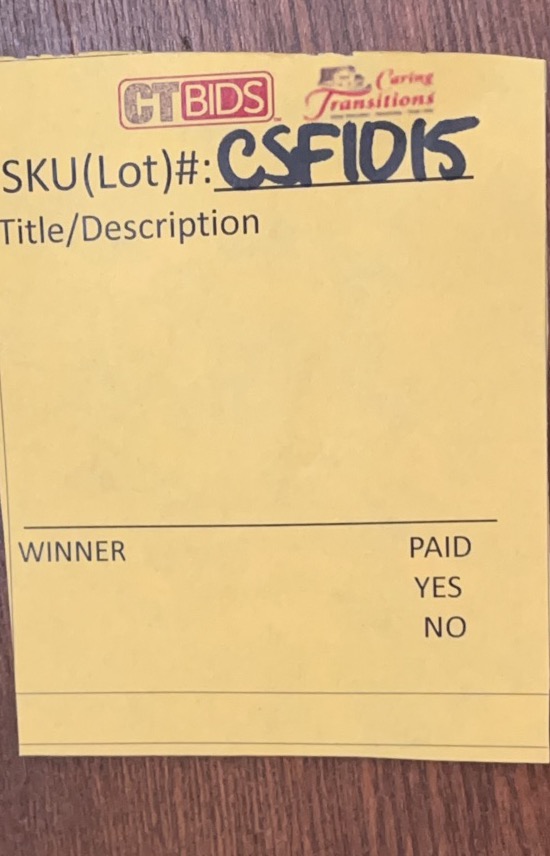 CTBIDS
Caring
Transitions
SKU(Lot)#: CSF1015
Title/Description
WINNER PAID
YES
NO